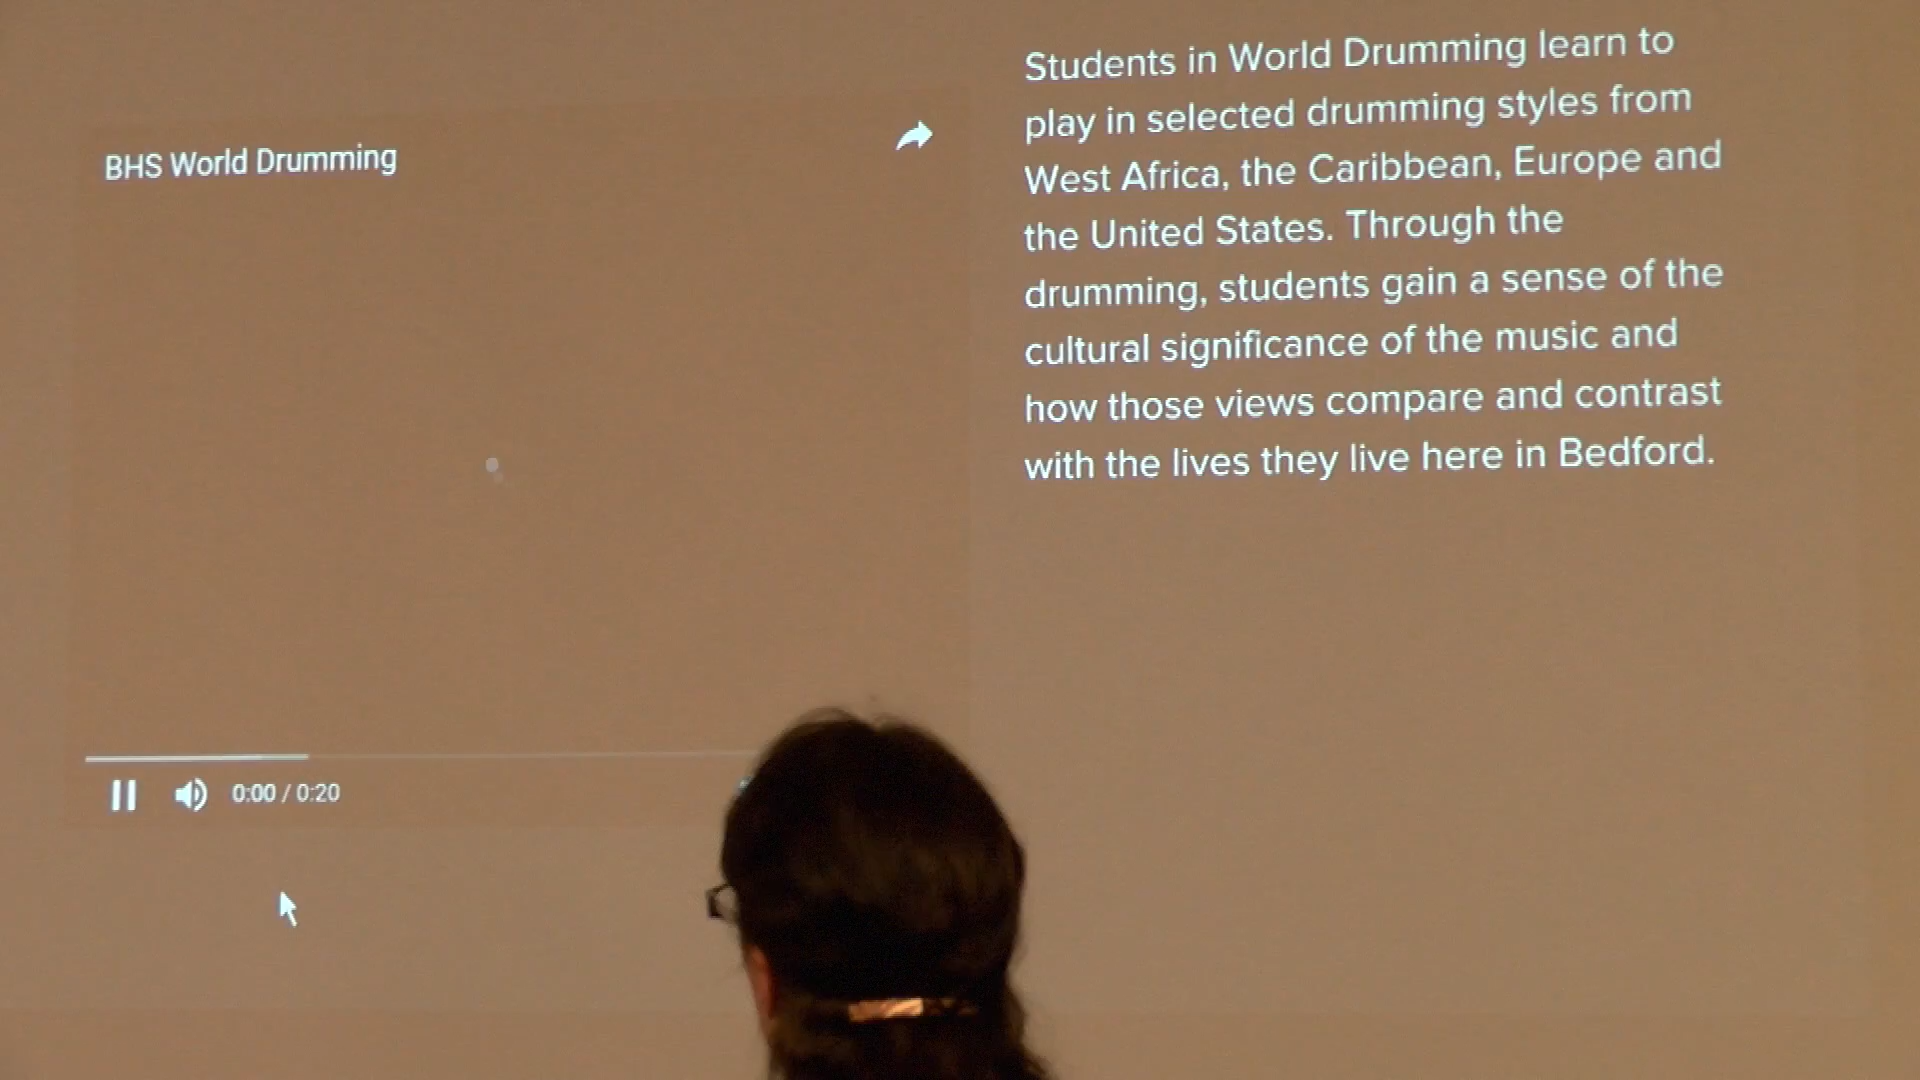 BHS World Drumming
0:00 / 0:20
Students in World Drumming learn to
play in selected drumming styles from
West Africa, the Caribbean, Europe and
the United States. Through the
drumming, students gain a sense of the
cultural significance of the music and
how those views compare and contrast
with the lives they live here in Bedford.